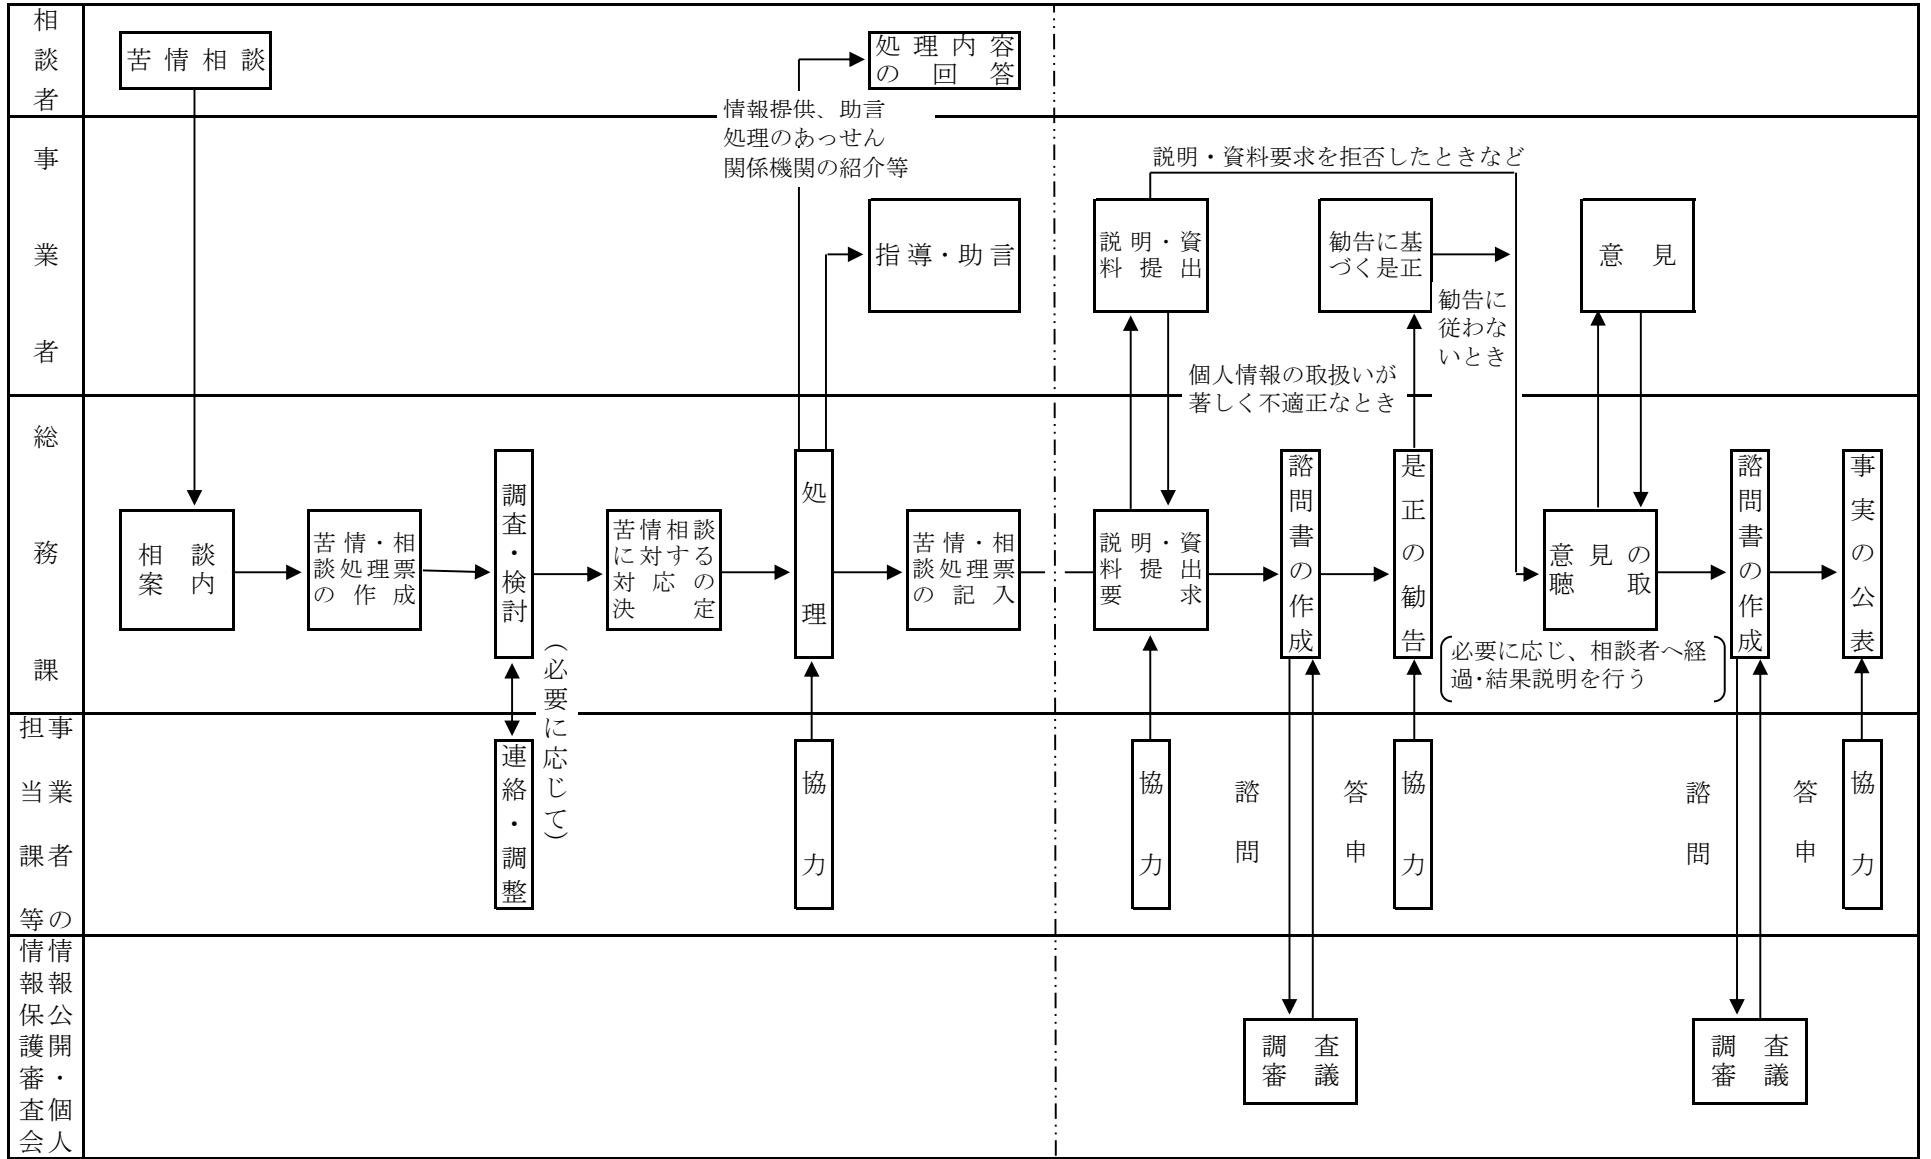 相談者
苦情相談
処理内容
の回答
情報提供、助言
処理のあっせん
関係機関の紹介等
事業者
説明・資料要求を拒否したときなど
指導・助言
説明・資
料提出
勧告に基
づく是正
意見
勧告に
従わな
いとき
個人情報の取扱いが
著しく不適正なとき
総務課
相談
案内
苦情・相
談処理票
の作成
調査・検討
苦情相談
に対する
対応の
決定
処理
苦情・相
談処理票
の記入
説明・資
料提出
要求
諮問書の作成
是正の勧告
意見の
聴取
諮問書の作成
事実の公表
（必要に応じて）
必要に応じ、相談者へ経
過・結果説明を行う
事業者の
担当課等
連絡・調整
協力
協力
諮問
答申
協力
諮問
答申
協力
情報公開・個人
情報保護審査会
調査
審議
調査
審議